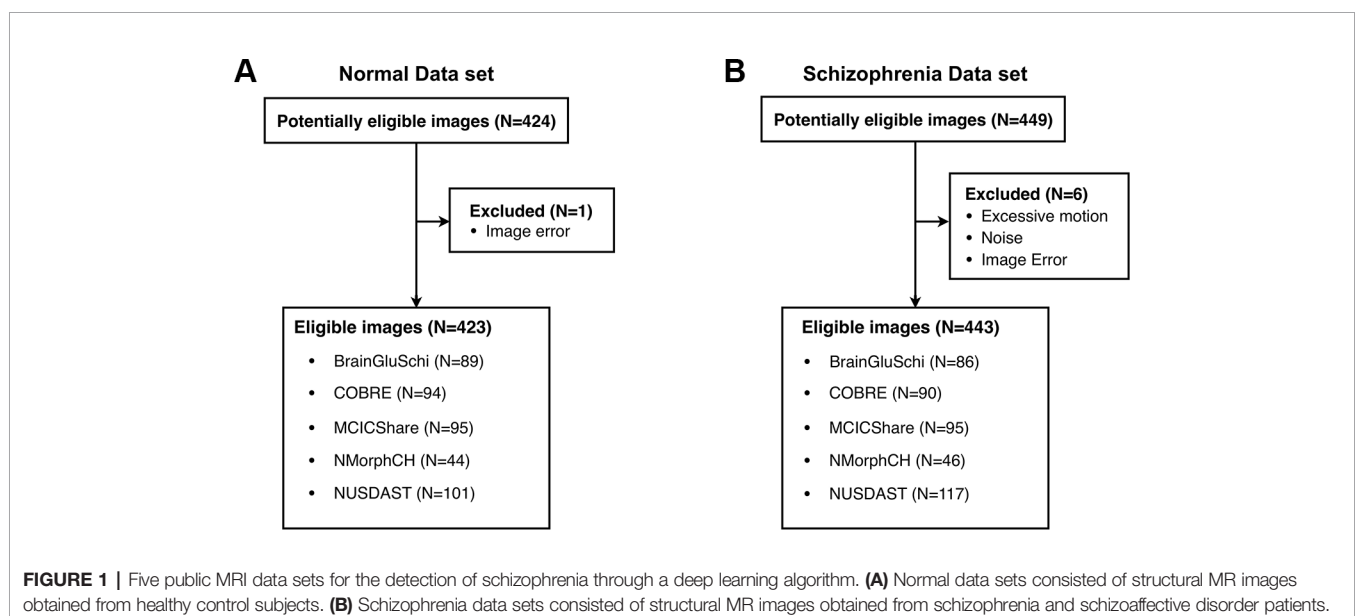 A
Normal Data set
Potentially eligible images (N=424)
Excluded (N=1)
• Image error
Eligible images (N=423)
• BrainGluSchi (N=89)
• COBRE (N=94)
• MCICShare (N=95)
• NMorphCH (N=44)
• NUSDAST (N=101)
B
Schizophrenia Data set
Potentially eligible images (N=449)
Excluded (N=6)
• Excessive motion
• Noise
• Image Error
Eligible images (N=443)
• BrainGluSchi (N=86)
• COBRE (N=90)
• MCICShare (N=95)
• NMorphCH (N=46)
• NUSDAST (N=117)
FIGURE 1 | Five public MRI data sets for the detection of schizophrenia through a deep learning algorithm. (A) Normal data sets consisted of structural MR images
obtained from healthy control subjects. (B) Schizophrenia data sets consisted of structural MR images obtained from schizophrenia and schizoaffective disorder patients.